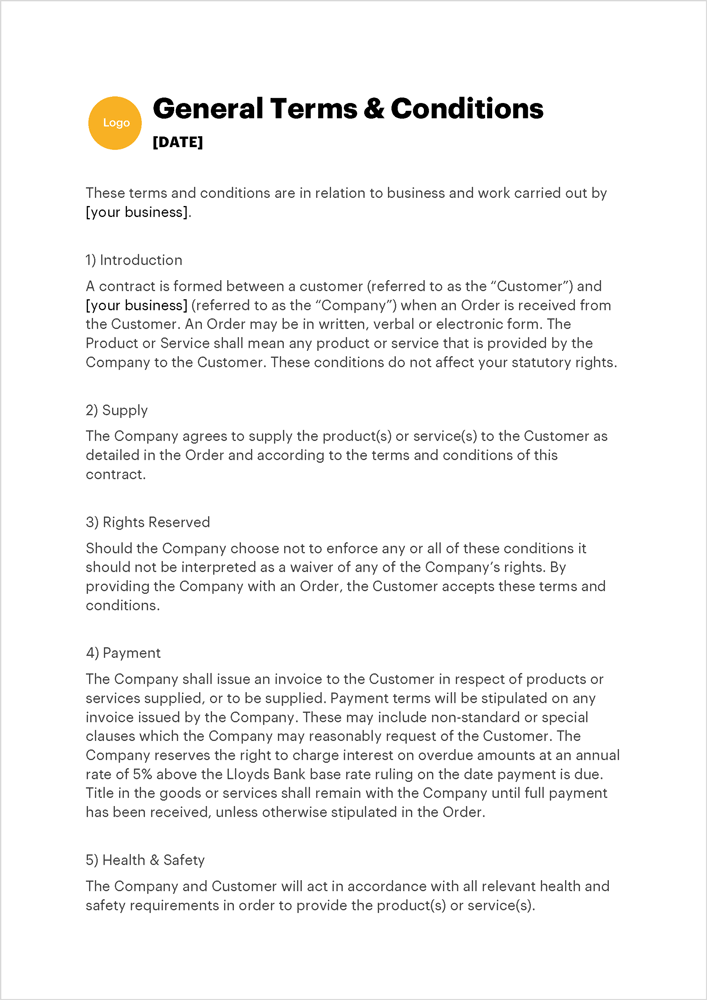 Logo
General Terms & Conditions
[DATE]
These terms and conditions are in relation to business and work carried out by
[your business].
1) Introduction
A contract is formed between a customer (referred to as the “Customer”) and
[your business] (referred to as the “Company”) when an Order is received from
the Customer. An Order may be in written, verbal or electronic form. The
Product or Service shall mean any product or service that is provided by the
Company to the Customer. These conditions do not affect your statutory rights.
2) Supply
The Company agrees to supply the product(s) or service(s) to the Customer as
detailed in the Order and according to the terms and conditions of this
contract.
3) Rights Reserved
Should the Company choose not to enforce any or all of these conditions it
should not be interpreted as a waiver of any of the Company’s rights. By
providing the Company with an Order, the Customer accepts these terms and
conditions.
4) Payment
The Company shall issue an invoice to the Customer in respect of products or
services supplied, or to be supplied. Payment terms will be stipulated on any
invoice issued by the Company. These may include non-standard or special
clauses which the Company may reasonably request of the Customer. The
Company reserves the right to charge interest on overdue amounts at an annual
rate of 5% above the Lloyds Bank base rate ruling on the date payment is due.
Title in the goods or services shall remain with the Company until full payment
has been received, unless otherwise stipulated in the Order.
5) Health & Safety
The Company and Customer will act in accordance with all relevant health and
safety requirements in order to provide the product(s) or service(s).